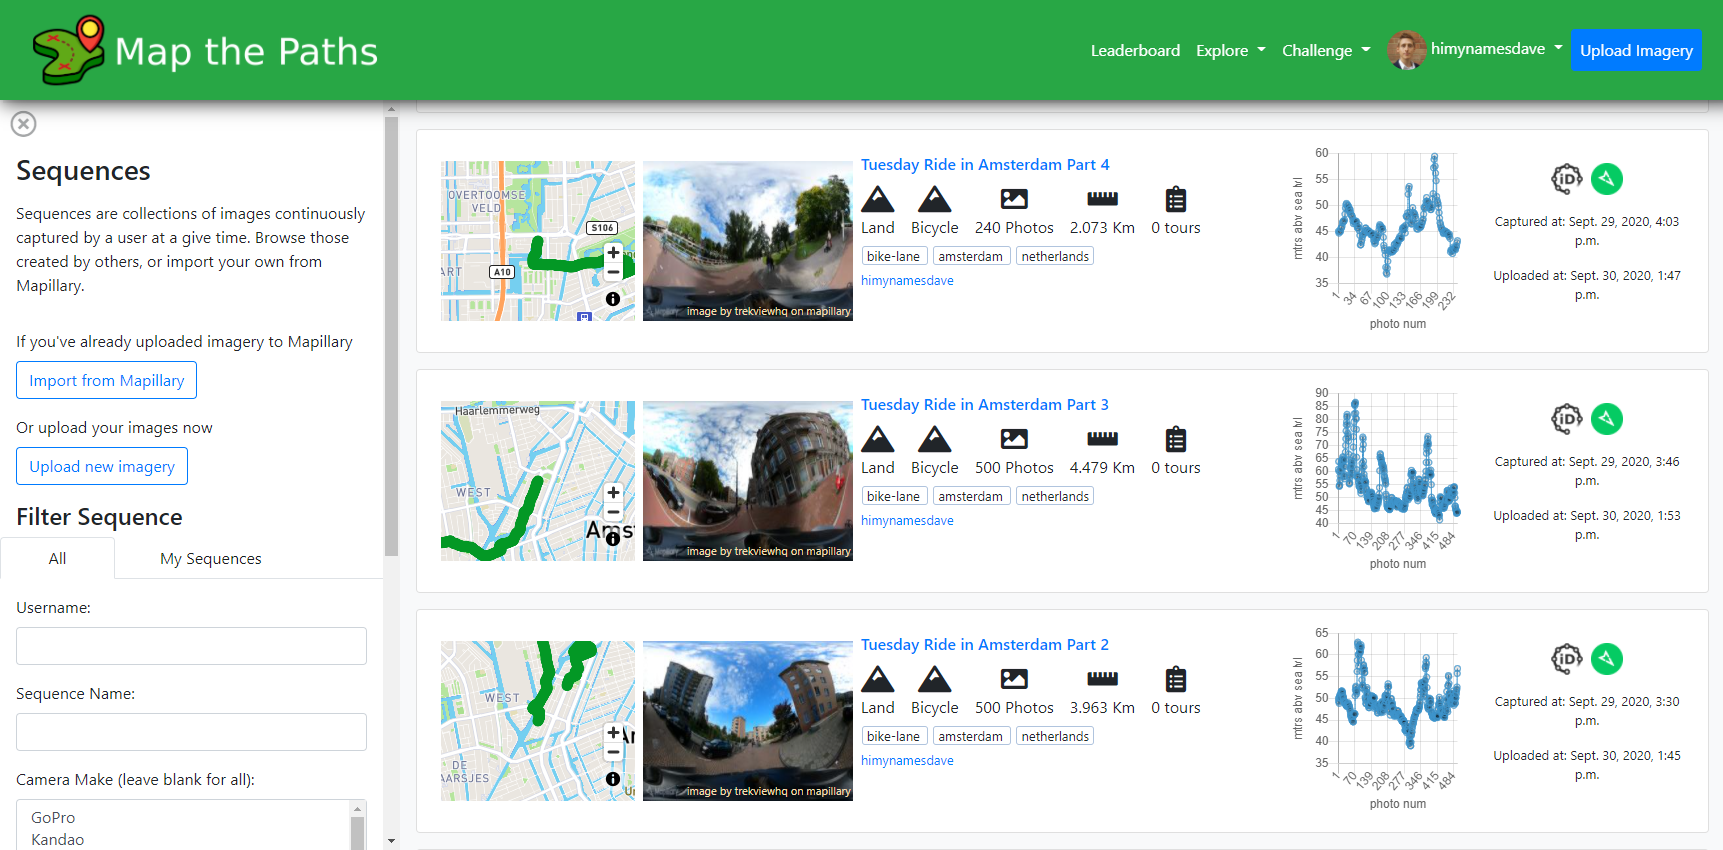 Map the Paths
Leaderboard Explore Challenge himynamesdave Upload Imagery
Sequences
Sequences are collections of images continuously
captured by a user at a give time. Browse those
created by others, or import your own from
Mapillary.
If you've already uploaded imagery to Mapillary
Import from Mapillary
Or upload your images now
Upload new imagery
Filter Sequence
All My Sequences
Username:
Sequence Name:
Camera Make (leave blank for all):
GoPro
Kandao
OVERTOOMSE
VELD
S106
ART
A10
image by trekviewhq on mapillary
Tuesday Ride in Amsterdam Part 4
Land Bicycle 240 Photos 2.073 Km 0 tours
bike-lane amsterdam netherlands
himynamesdave
mtrs abv sea lvl
60
55
50
45
40
35
1 34 67 100 133 166 199 232
photo num
iD
Captured at: Sept. 29, 2020, 4:03
p.m.
Uploaded at: Sept. 30, 2020, 1:47
p.m.
Haarlemmerweg
WEST
Amst
image by trekviewhq on mapillary
Tuesday Ride in Amsterdam Part 3
Land Bicycle 500 Photos 4.479 Km 0 tours
bike-lane amsterdam netherlands
himynamesdave
mtrs abv sea lvl
90
85
80
75
70
65
60
55
50
45
40
1 70 139 208 277 346 415 484
photo num
iD
Captured at: Sept. 29, 2020, 3:46
p.m.
Uploaded at: Sept. 30, 2020, 1:53
p.m.
WEST
DE
AARSJES
image by trekviewhq on mapillary
Tuesday Ride in Amsterdam Part 2
Land Bicycle 500 Photos 3.963 Km 0 tours
bike-lane amsterdam netherlands
himynamesdave
mtrs abv sea lvl
65
60
55
50
45
40
35
1 70 139 208 277 346 415 484
photo num
iD
Captured at: Sept. 29, 2020, 3:30
p.m.
Uploaded at: Sept. 30, 2020, 1:45
p.m.